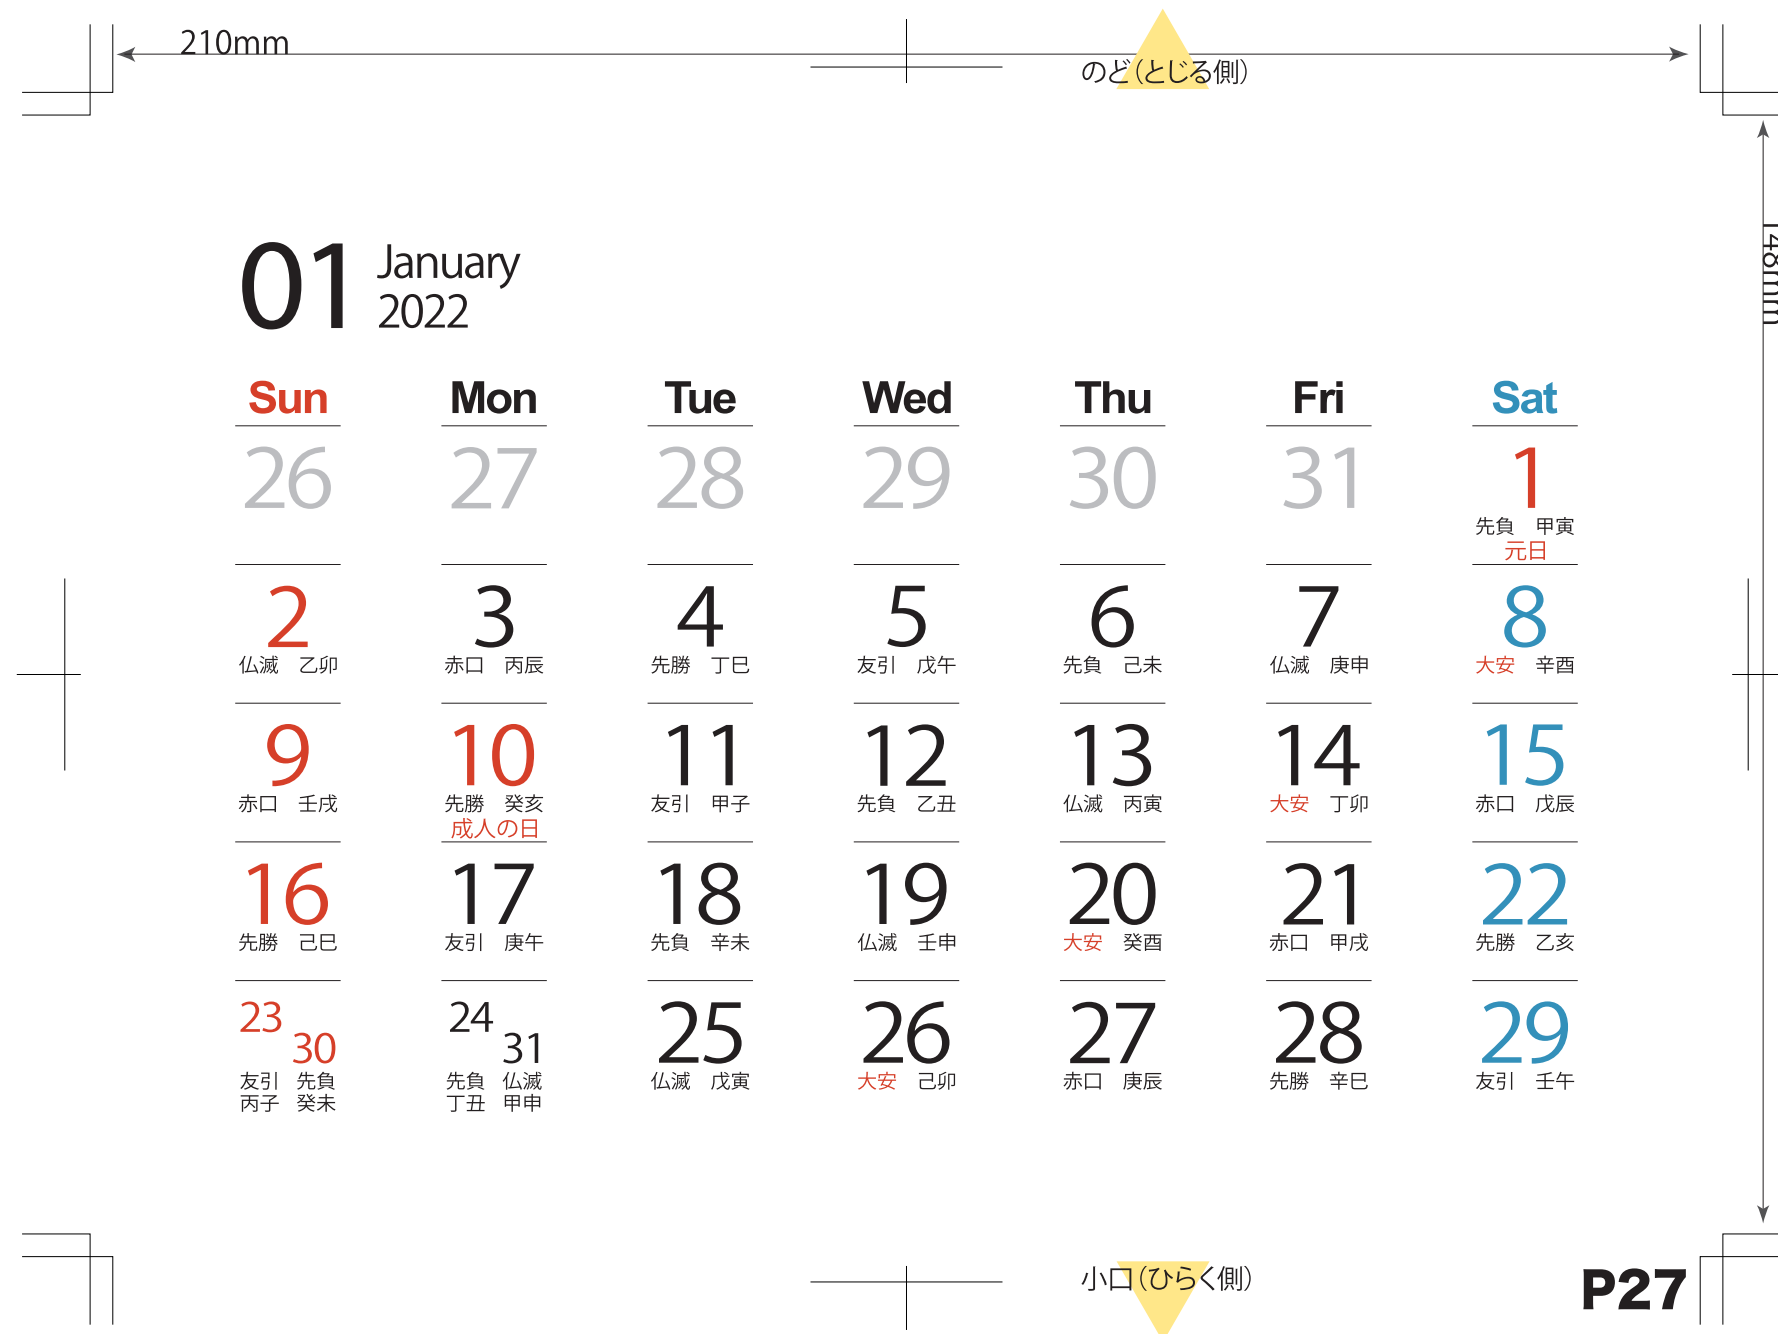 210mm
のど（とじる側）
148mm
01 January
2022
Sun Mon Tue Wed Thu Fri Sat
26 27 28 29 30 31 1
先負　甲寅
元日
2 3 4 5 6 7 8
仏滅　乙卯 赤口　丙辰 先勝　丁巳 友引　戊午 先負　己未 仏滅　庚申 大安　辛酉
9 10 11 12 13 14 15
赤口　壬戌 先勝　癸亥 友引　甲子 先負　乙丑 仏滅　丙寅 大安　丁卯 赤口　戊辰
成人の日
16 17 18 19 20 21 22
先勝　己巳 友引　庚午 先負　辛未 仏滅　壬申 大安　癸酉 赤口　甲戌 先勝　乙亥
23 30 24 31 25 26 27 28 29
友引　先負 先負　仏滅 仏滅　戊寅 大安　己卯 赤口　庚辰 先勝　辛巳 友引　壬午
丙子　癸未 丁丑　甲申
小口（ひらく側）
P27